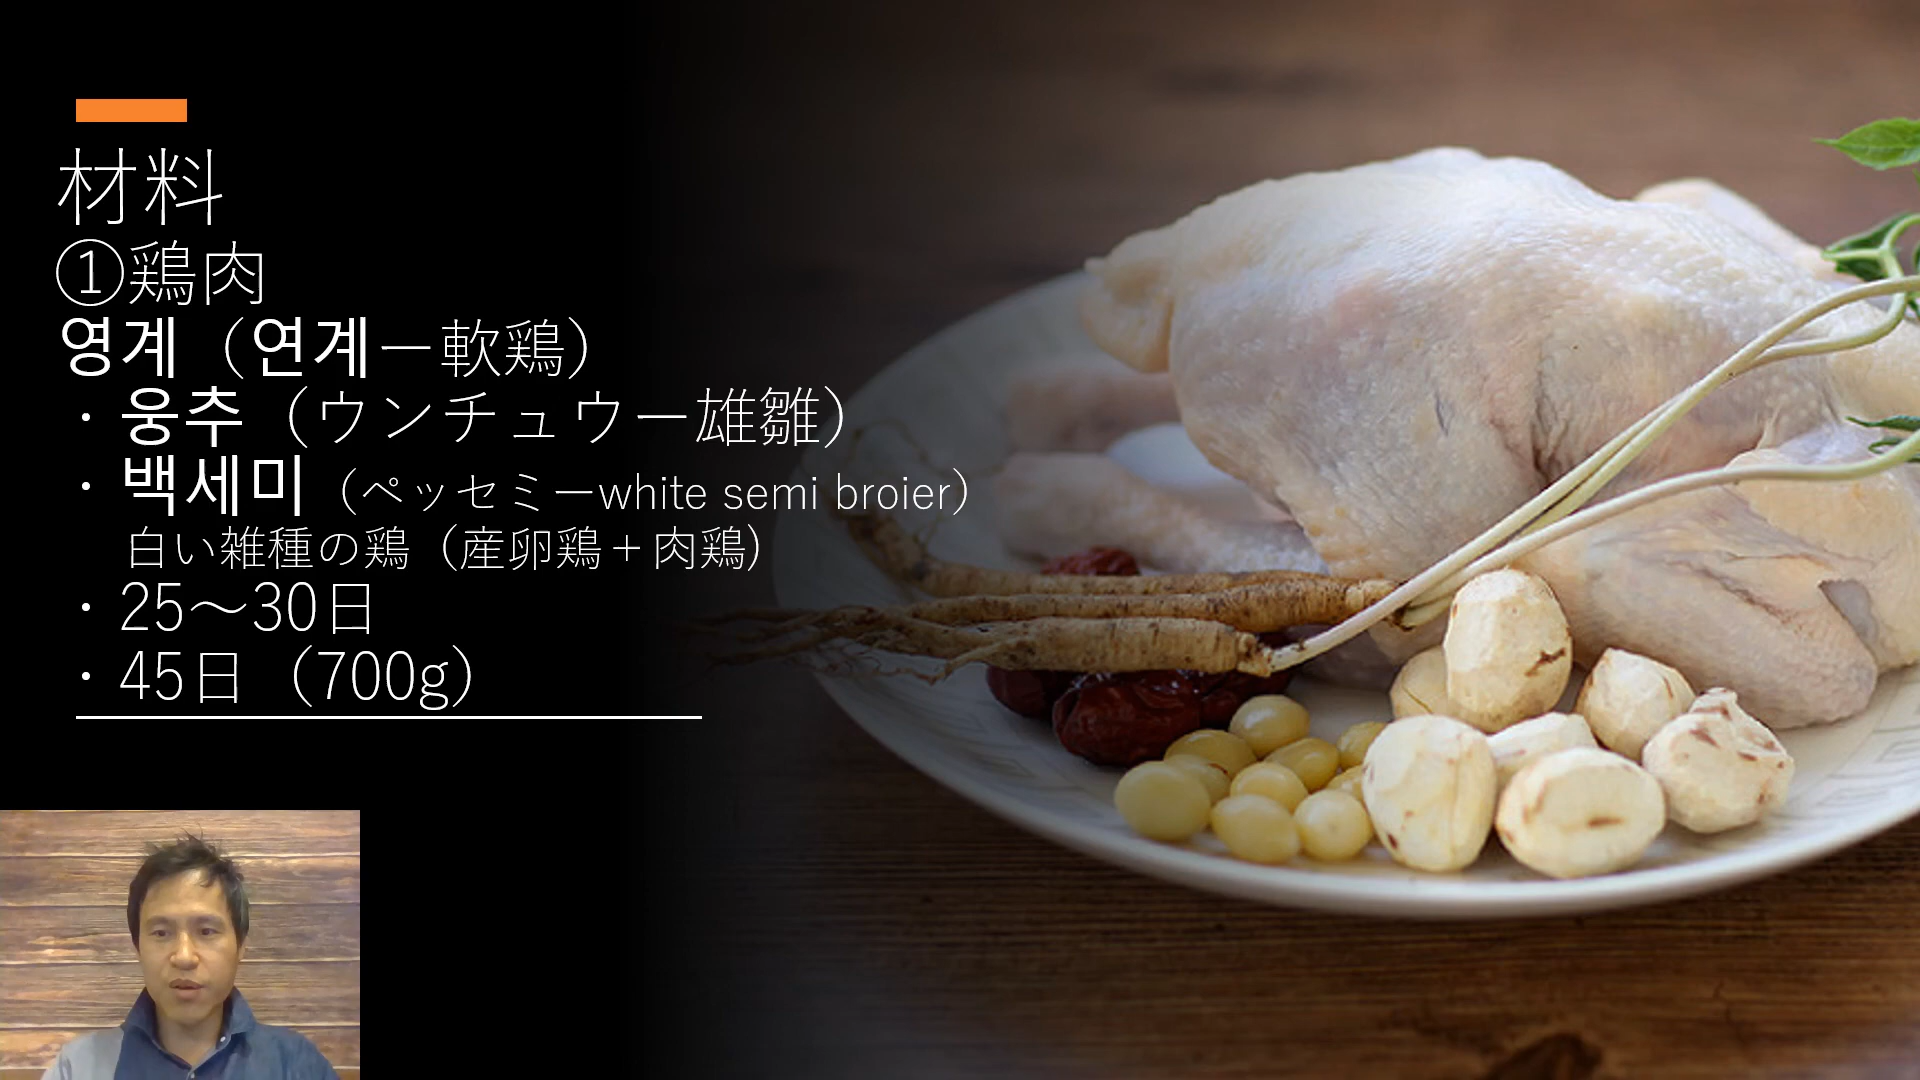 材料
①鶏肉
영계（연계ー軟鶏）
・웅추（ウンチュウー雄雛）
・백세미（ペッセミーwhite semi broier）
白い雑種の鶏（産卵鶏＋肉鶏)
・25～30日
・45日（700g）